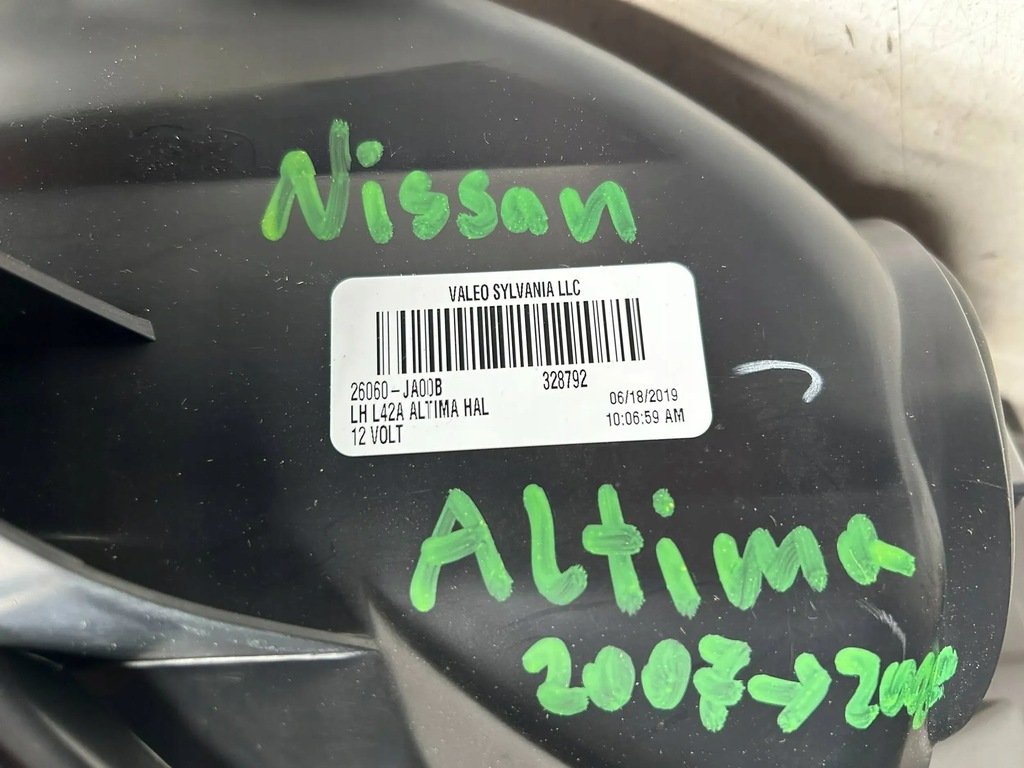 Nissan
VALEO SYLVANIA LLC
26060-JA00B 328792
LH L42A ALTIMA HAL 06/18/2019
12 VOLT 10:06:59 AM
Altima
2007→